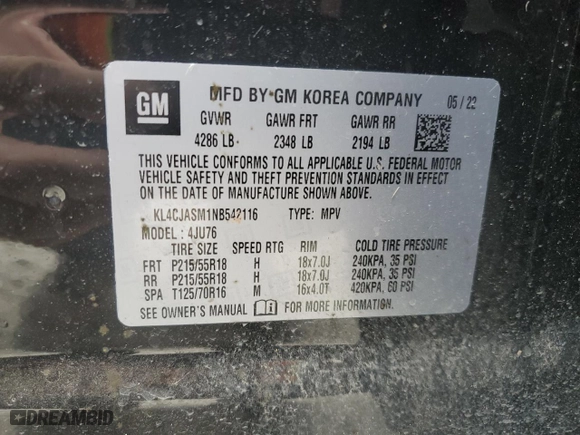 GM
MFD BY GM KOREA COMPANY 05 / 22
GVWR GAWR FRT GAWR RR
4286 LB 2348 LB 2194 LB
THIS VEHICLE CONFORMS TO ALL APPLICABLE U.S. FEDERAL MOTOR
VEHICLE SAFETY AND THEFT PREVENTION STANDARDS IN EFFECT
ON THE DATE OF MANUFACTURE SHOWN ABOVE.
KL4CJASM1NB542116 TYPE: MPV
MODEL: 4JU76
TIRE SIZE SPEED RTG RIM COLD TIRE PRESSURE
FRT P215/55R18 H 18x7.0J 240KPA, 35 PSI
RR P215/55R18 H 18x7.0J 240KPA, 35 PSI
SPA T125/70R16 M 16x4.0T 420KPA, 60 PSI
SEE OWNER'S MANUAL FOR MORE INFORMATION
DREAMBID